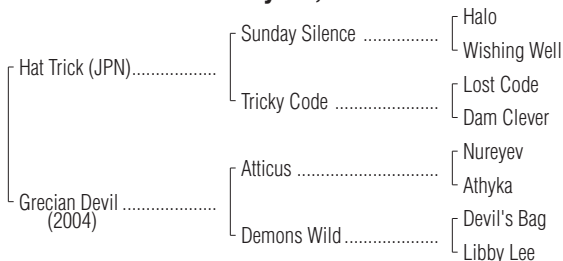 Halo
Sunday Silence ................
Wishing Well
Hat Trick (JPN)..................
Lost Code
Tricky Code ......................
Dam Clever
Nureyev
Atticus ..............................
Athyka
Grecian Devil ....................
(2004)
Devil's Bag
Demons Wild....................
Libby Lee